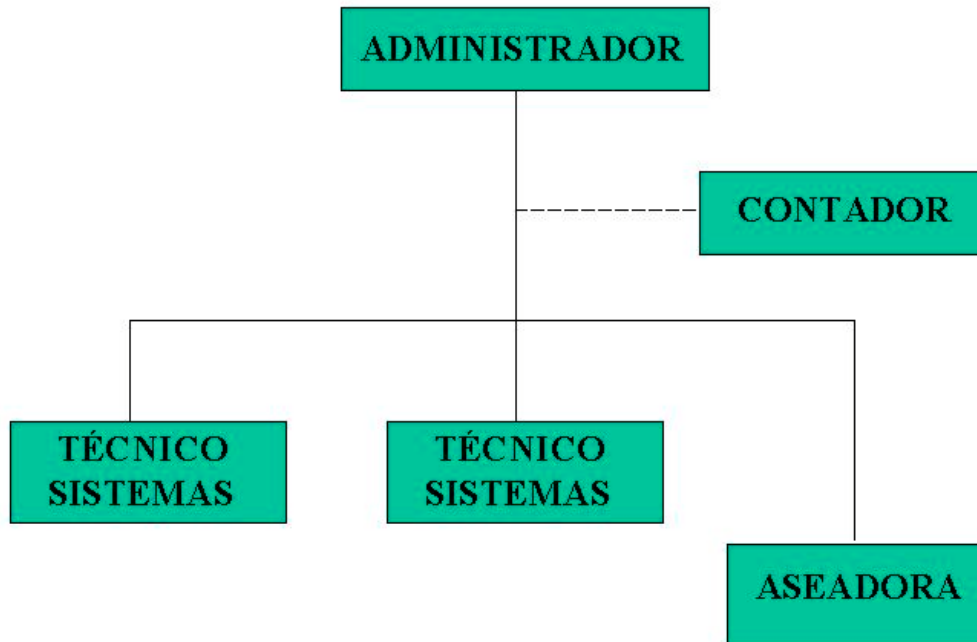 ADMINISTRADOR
CONTADOR
TÉCNICO
SISTEMAS
TÉCNICO
SISTEMAS
ASEADORA